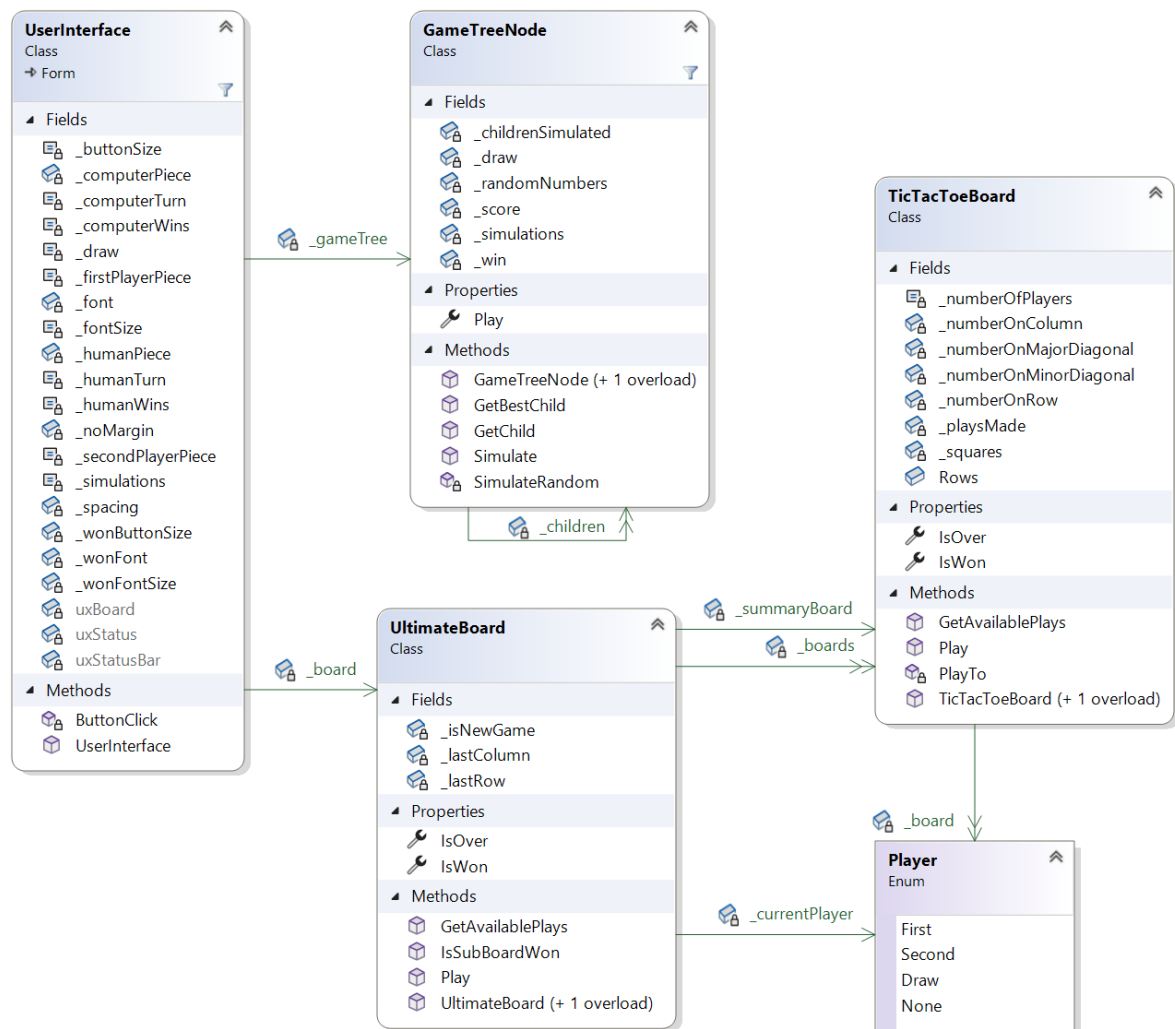 UserInterface
Class
Form
Fields
_buttonSize
_computerPiece
_computerTurn
_computerWins
_draw
_firstPlayerPiece
_font
_fontSize
_humanPiece
_humanTurn
_humanWins
_noMargin
_secondPlayerPiece
_simulations
_spacing
_wonButtonSize
_wonFont
_wonFontSize
uxBoard
uxStatus
uxStatusBar
Methods
ButtonClick
UserInterface
_gameTree
GameTreeNode
Class
Fields
_childrenSimulated
_draw
_randomNumbers
_score
_simulations
_win
Properties
Play
Methods
GameTreeNode (+ 1 overload)
GetBestChild
GetChild
Simulate
SimulateRandom
_children
_board
UltimateBoard
Class
Fields
_isNewGame
_lastColumn
_lastRow
Properties
IsOver
IsWon
Methods
GetAvailablePlays
IsSubBoardWon
Play
UltimateBoard (+ 1 overload)
_summaryBoard
_boards
_currentPlayer
TicTacToeBoard
Class
Fields
_numberOfPlayers
_numberOnColumn
_numberOnMajorDiagonal
_numberOnMinorDiagonal
_numberOnRow
_playsMade
_squares
Rows
Properties
IsOver
IsWon
Methods
GetAvailablePlays
Play
PlayTo
TicTacToeBoard (+ 1 overload)
_board
Player
Enum
First
Second
Draw
None